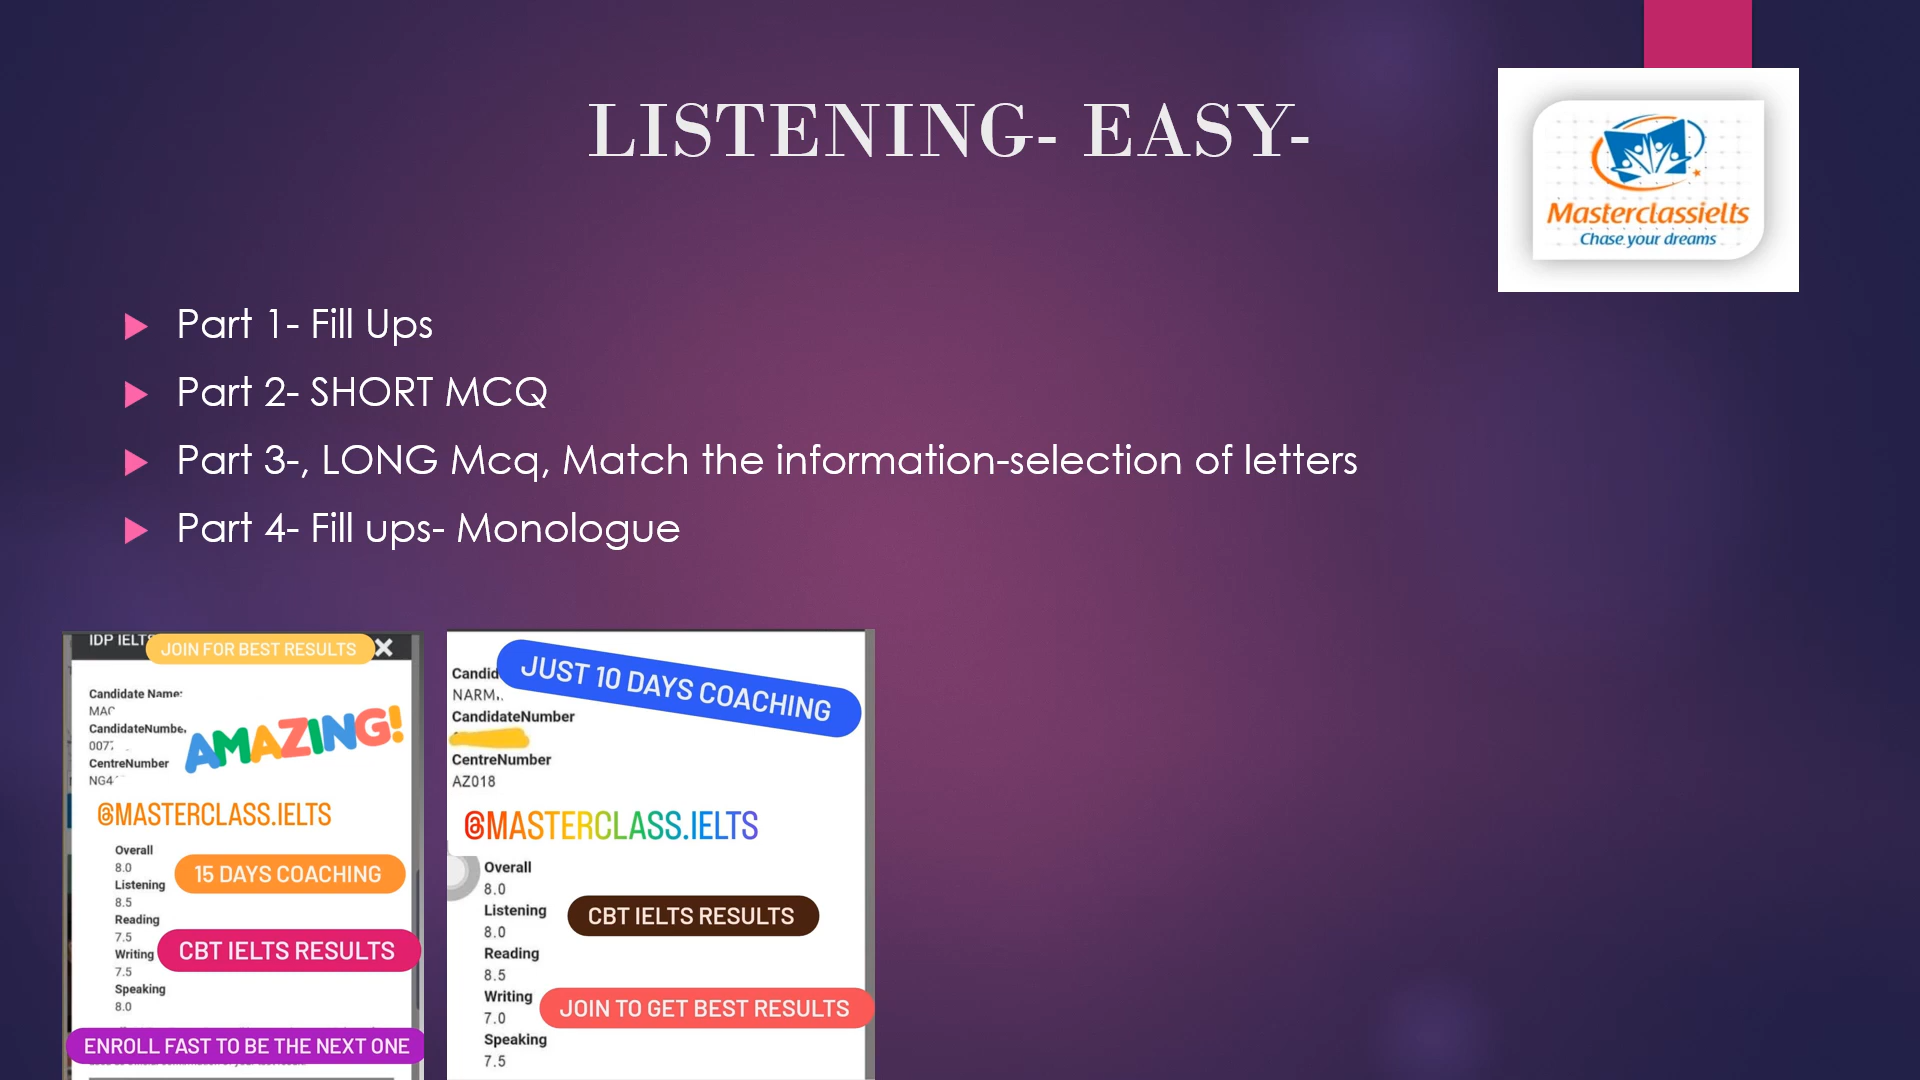 LISTENING- EASY-
Masterclassielts
Chase your dreams
Part 1- Fill Ups
Part 2- SHORT MCQ
Part 3-, LONG Mcq, Match the information-selection of letters
Part 4- Fill ups- Monologue
IDP IELTS
JOIN FOR BEST RESULTS
Candidate Name:
MAC
AMAZING!
CandidateNumber
0077
CentreNumber
NG4
@MASTERCLASS.IELTS
Overall
8.0
15 DAYS COACHING
Listening
8.5
Reading
7.5
CBT IELTS RESULTS
Writing
7.5
Speaking
8.0
ENROLL FAST TO BE THE NEXT ONE
JUST 10 DAYS COACHING
Candid
NARM
CandidateNumber
CentreNumber
AZ018
@MASTERCLASS.IELTS
Overall
8.0
Listening
8.0
CBT IELTS RESULTS
Reading
8.5
Writing
7.0
JOIN TO GET BEST RESULTS
Speaking
7.5